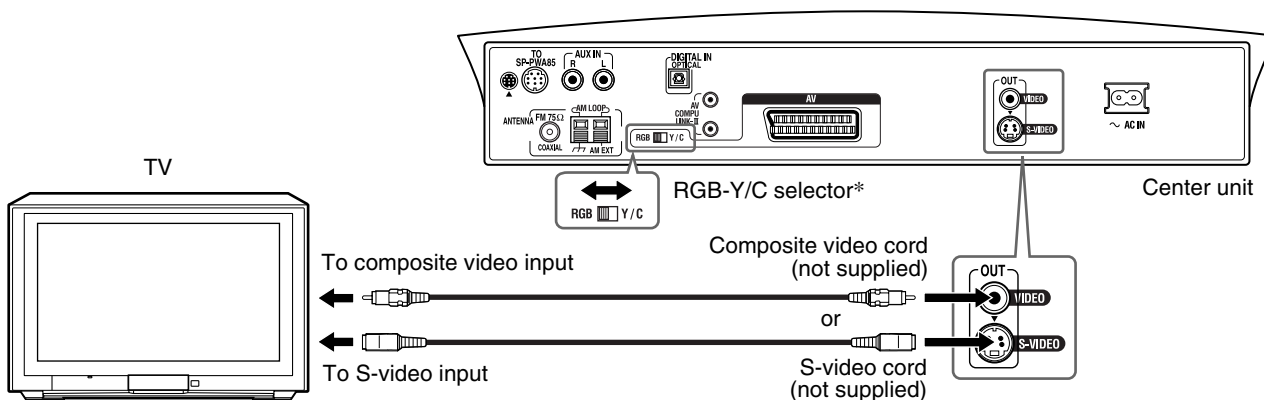 TO
SP-PWA85
AUX IN
R L
DIGITAL IN
OPTICAL
AV
COMPU
LINK-II
AV
OUT
VIDEO
S-VIDEO
~ AC IN
ANTENNA
FM 75Ω
COAXIAL
AM LOOP
AM EXT
RGB Y/C
TV
RGB Y/C
RGB-Y/C selector*
Center unit
To composite video input
Composite video cord
(not supplied)
or
To S-video input
S-video cord
(not supplied)
OUT
VIDEO
S-VIDEO